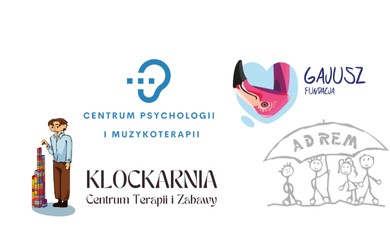 CENTRUM PSYCHOLOGII
I MUZYKOTERAPII
GAJUSZ
FUNDACJA
KLOCKARNIA
Centrum Terapii i Zabawy
ADREM